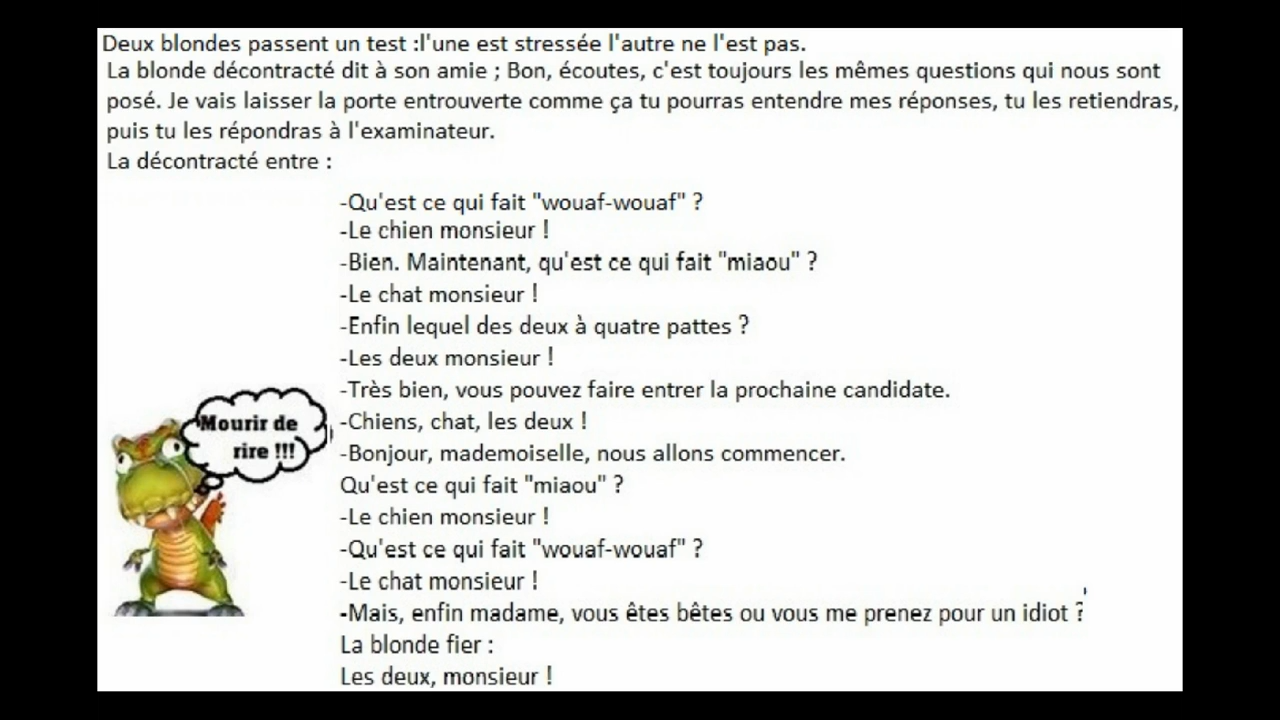 Deux blondes passent un test :l'une est stressée l'autre ne l'est pas.
La blonde décontracté dit à son amie ; Bon, écoutes, c'est toujours les mêmes questions qui nous sont
posé. Je vais laisser la porte entrouverte comme ça tu pourras entendre mes réponses, tu les retiendras,
puis tu les répondras à l'examinateur.
La décontracté entre :
-Qu'est ce qui fait "wouaf-wouaf" ?
-Le chien monsieur !
-Bien. Maintenant, qu'est ce qui fait "miaou" ?
-Le chat monsieur !
-Enfin lequel des deux à quatre pattes ?
-Les deux monsieur !
-Très bien, vous pouvez faire entrer la prochaine candidate.
-Chiens, chat, les deux !
-Bonjour, mademoiselle, nous allons commencer.
Qu'est ce qui fait "miaou" ?
-Le chien monsieur !
-Qu'est ce qui fait "wouaf-wouaf" ?
-Le chat monsieur !
-Mais, enfin madame, vous êtes bêtes ou vous me prenez pour un idiot ?
La blonde fier :
Les deux, monsieur !
Mourir de
rire !!!